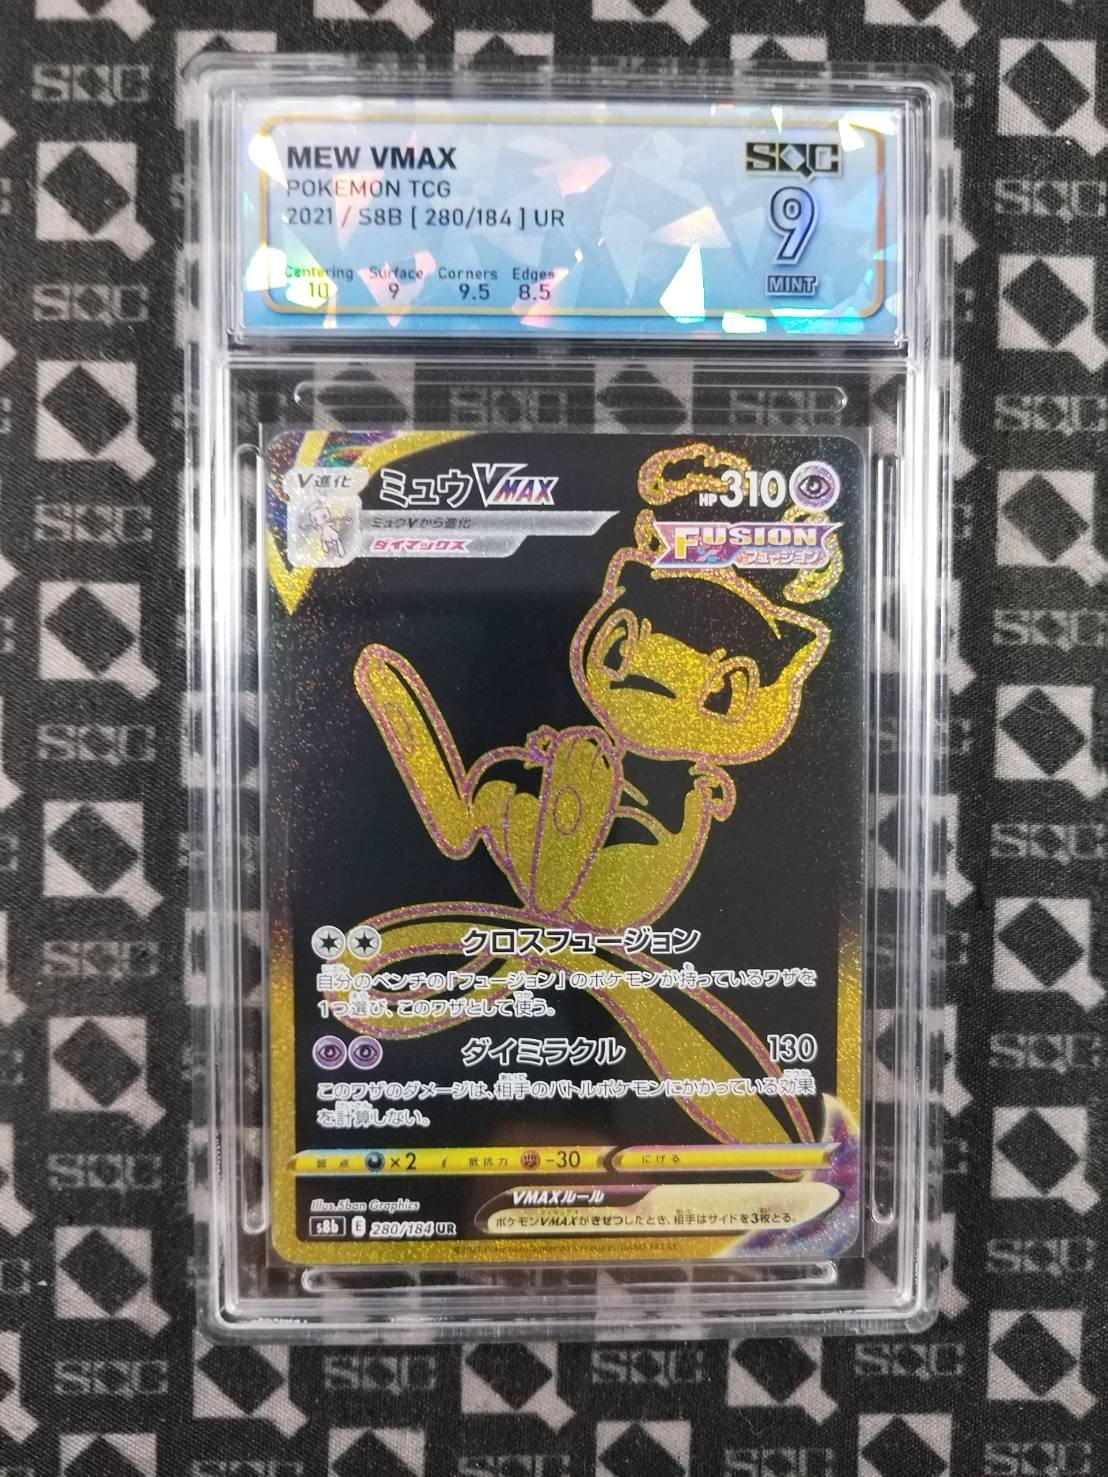 MEW VMAX
SQC
POKEMON TCG
2021 / S8B [ 280/184 ] UR
9
MINT
Centering Surface Corners Edges
10 9 9.5 8.5
V進化
ミュウVMAX
HP310
ミュウVから進化
ダイマックス
FUSION
フュージョン
クロスフュージョン
自分のベンチの「フュージョン」のポケモンが持っているワザを
1つ選び、このワザとして使う。
ダイミラクル 130
このワザのダメージは、相手のバトルポケモンにかかっている効果
を計算しない。
弱点 ×2 抵抗力 -30 にげる
Illus. 5ban Graphics
VMAXルール
ポケモンVMAXがきぜつしたとき、相手はサイドを3枚とる。
s8b E 280/184 UR
©2021 Pokémon/Nintendo/Creatures/GAME FREAK